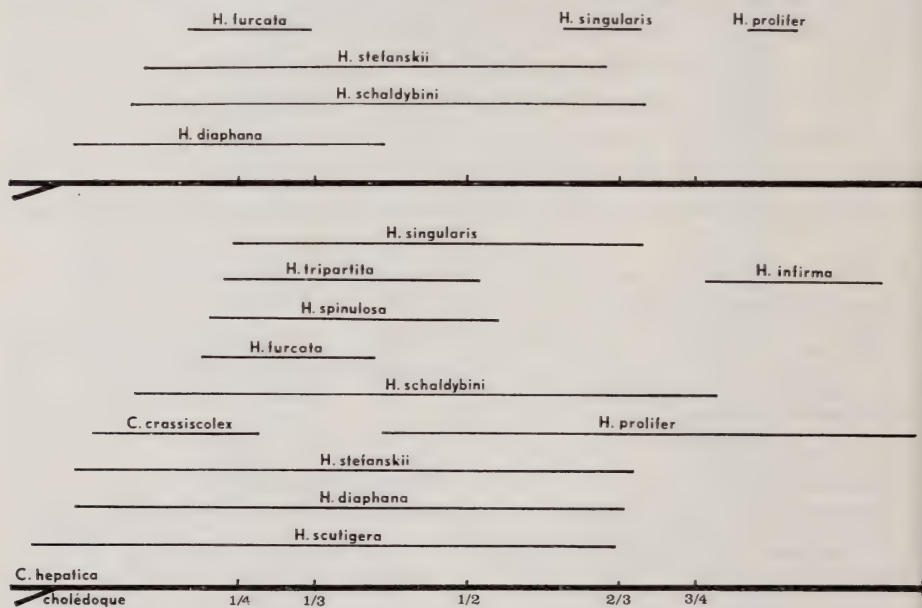 H. furcata H. singularis H. prolifer
H. stefanskii
H. schaldybini
H. diaphana
H. singularis
H. tripartita H. infirma
H. spinulosa
H. furcata
H. schaldybini
C. crassiscolex H. prolifer
H. stefanskii
H. diaphana
H. scutigera
C. hepatica
cholédoque 1/4 1/3 1/2 2/3 3/4